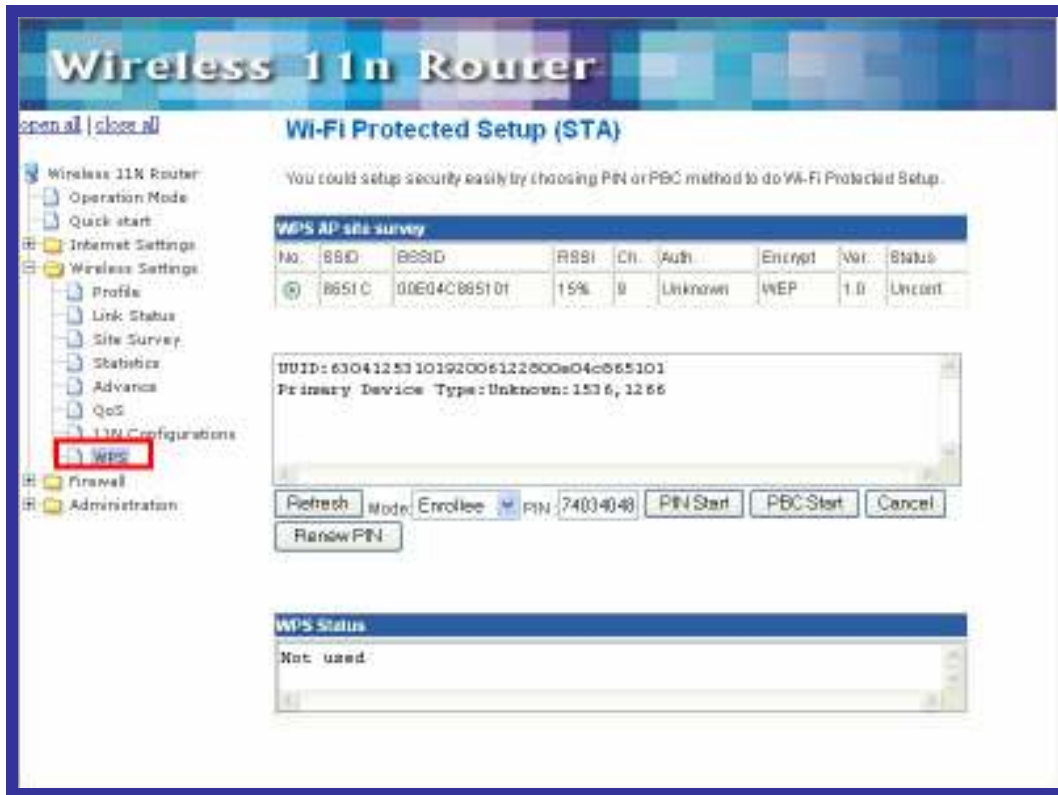 Wireless 11n Router
open all | close all
Wireless 11N Router
Operation Mode
Quick start
Internet Settings
Wireless Settings
Profile
Link Status
Site Survey
Statistics
Advance
QoS
11N Configurations
WPS
Firewall
Administration
Wi-Fi Protected Setup (STA)
You could setup security easily by choosing PIN or PBC method to do Wi-Fi Protected Setup.
WPS AP site survey
No. SSID BSSID RSSI Ch. Auth. Encrypt Ver. Status
8651C 00E04C865101 15% 9 Unknown WEP 1.0 Unconf.
UUID:63041253101920061228 00e04c865101
Primary Device Type:Unknown:1536,1266
Refresh Mode: Enrollee PIN: 74034048 PIN Start PBC Start Cancel
Renew PIN
WPS Status
Not used